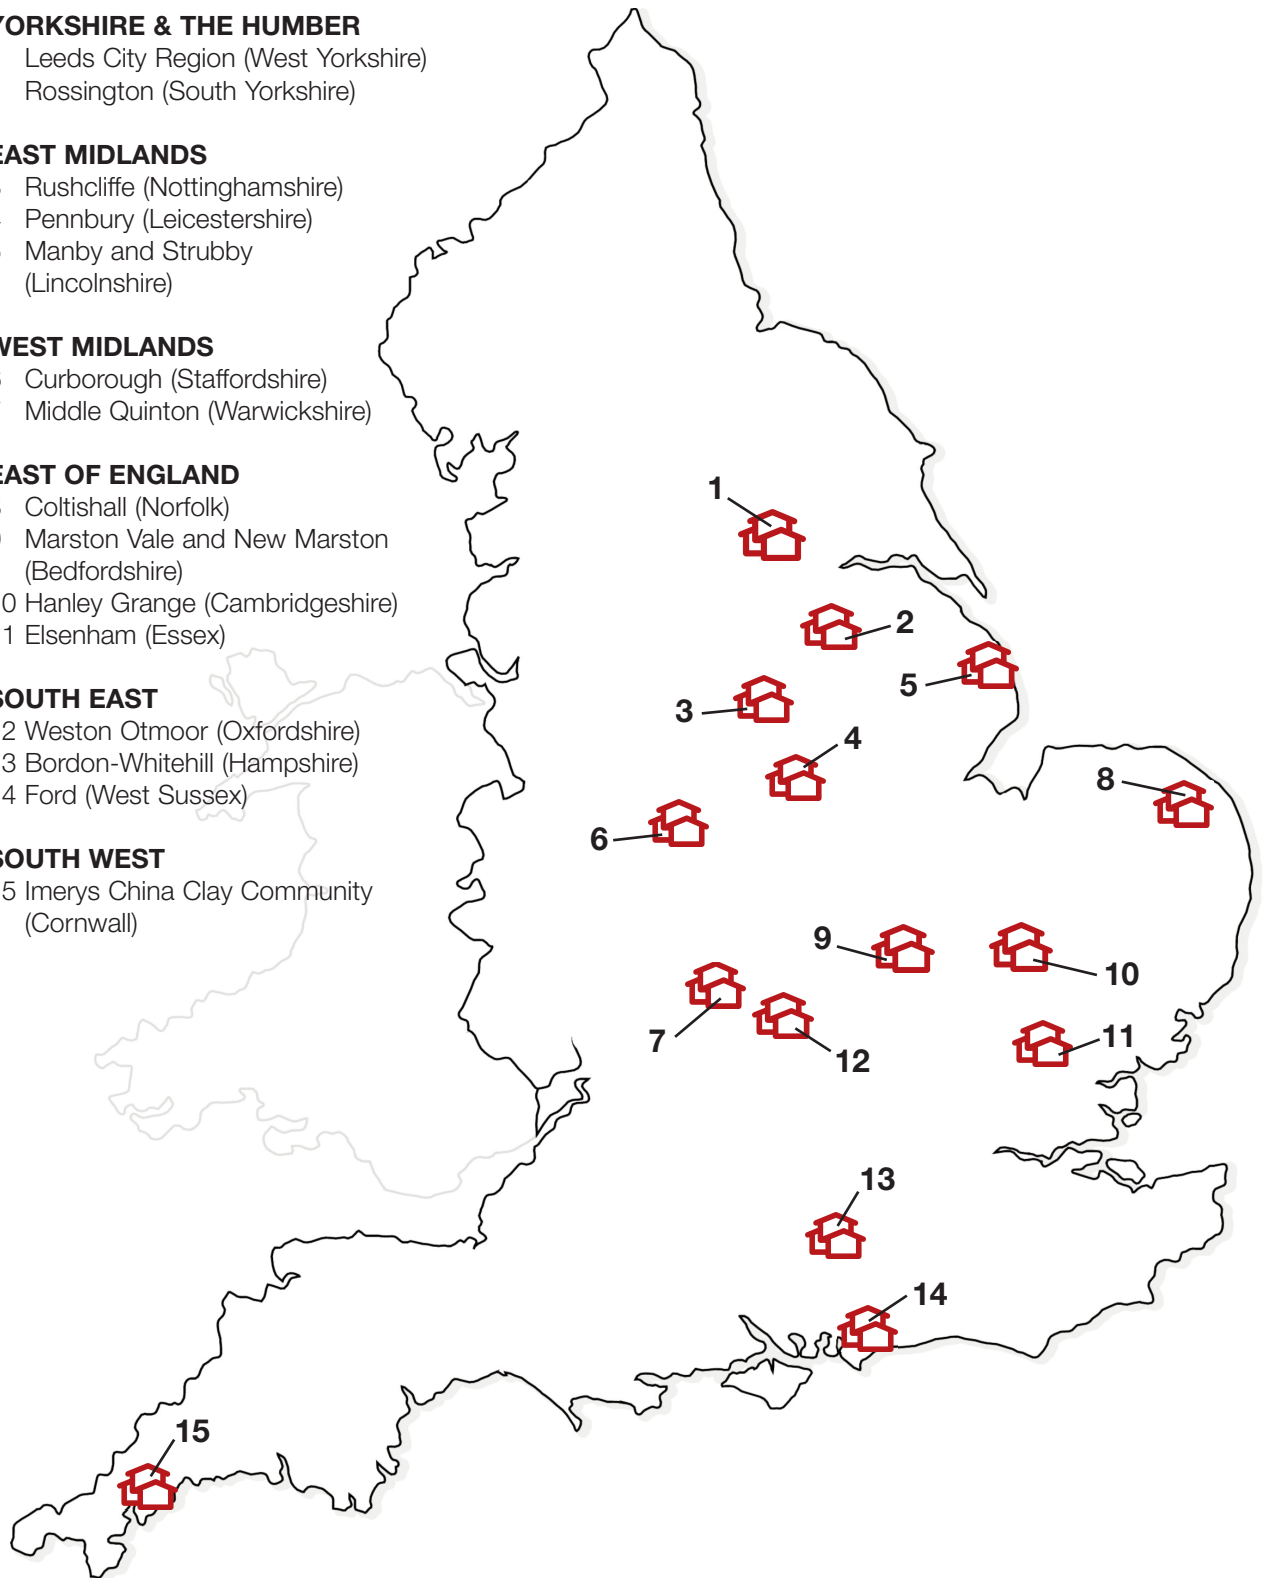 YORKSHIRE & THE HUMBER
Leeds City Region (West Yorkshire)
Rossington (South Yorkshire)
EAST MIDLANDS
Rushcliffe (Nottinghamshire)
Pennbury (Leicestershire)
Manby and Strubby
(Lincolnshire)
WEST MIDLANDS
Curborough (Staffordshire)
Middle Quinton (Warwickshire)
EAST OF ENGLAND
Coltishall (Norfolk)
Marston Vale and New Marston
(Bedfordshire)
0 Hanley Grange (Cambridgeshire)
1 Elsenham (Essex)
SOUTH EAST
2 Weston Otmoor (Oxfordshire)
3 Bordon-Whitehill (Hampshire)
4 Ford (West Sussex)
SOUTH WEST
5 Imerys China Clay Community
(Cornwall)
1
2
5
3
4
8
6
9
10
7
12
11
13
14
15